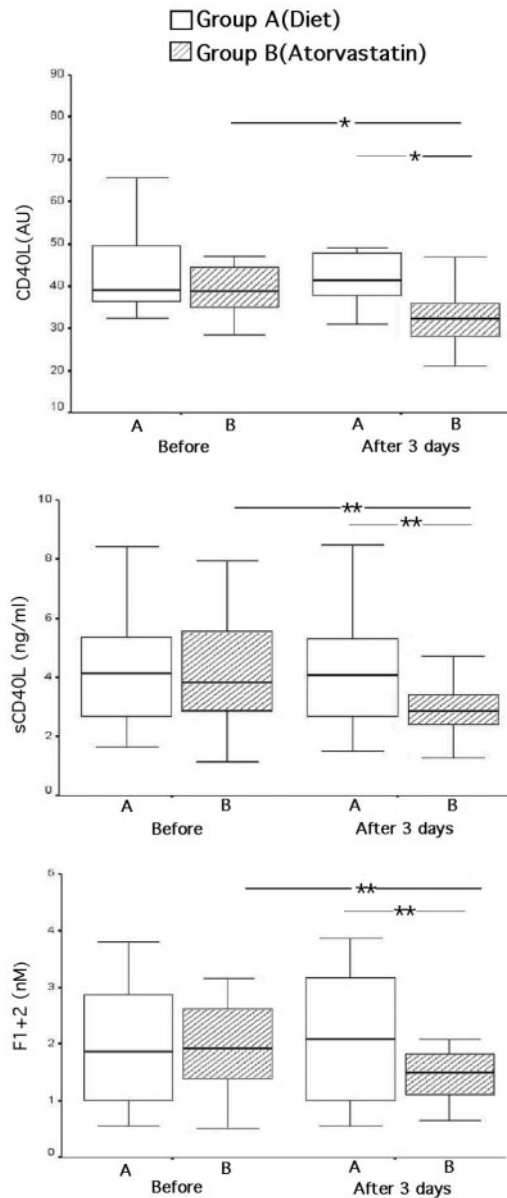 Group A(Diet)
Group B(Atorvastatin)
90
80
70
60
50
40
30
20
10
CD40L(AU)
*
*
A B A B
Before After 3 days
10
8
6
4
2
0
sCD40L (ng/ml)
**
**
A B A B
Before After 3 days
4
3
2
1
0
F1+2 (nM)
**
**
A B A B
Before After 3 days